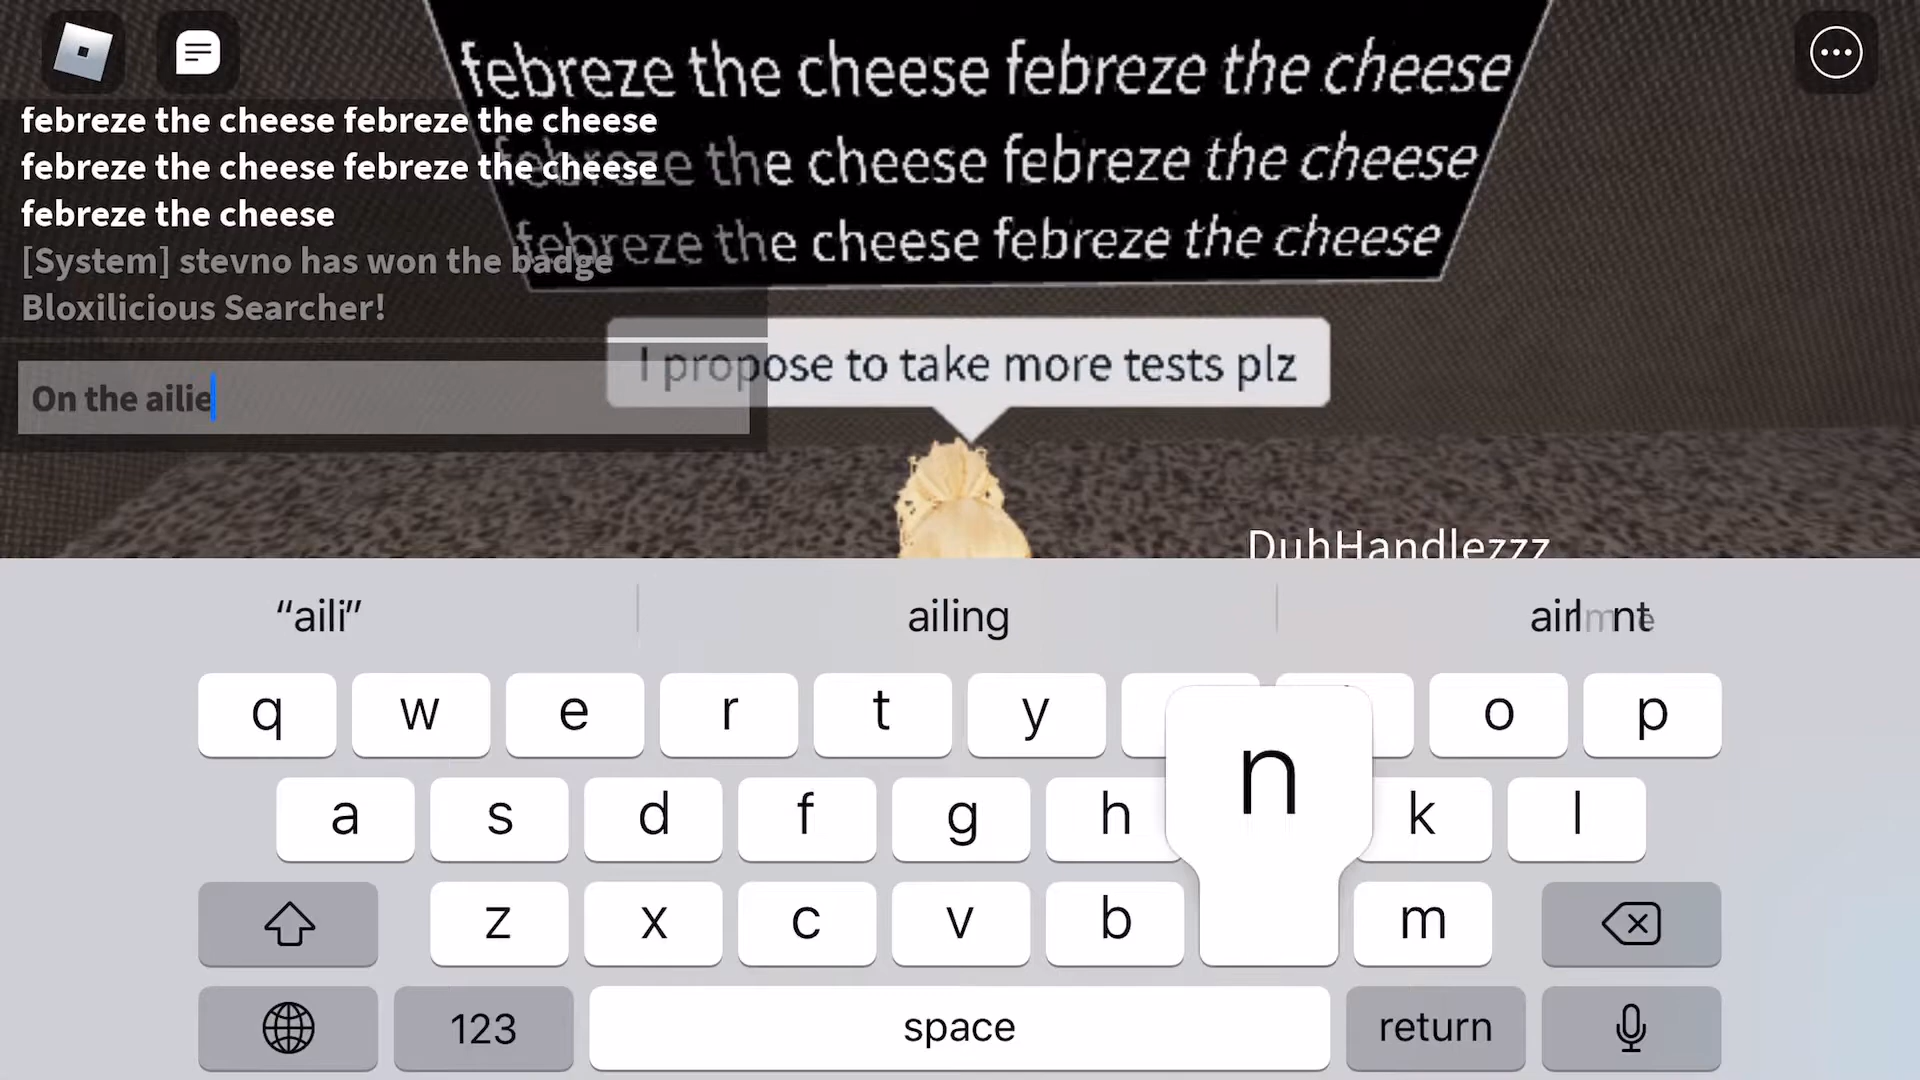 febreze the cheese febreze the cheese
febreze the cheese febreze the cheese
febreze the cheese febreze the cheese
febreze the cheese febreze the cheese
febreze the cheese febreze the cheese
febreze the cheese
[System] stevno has won the badge
Bloxilicious Searcher!
I propose to take more tests plz
On the ailie
DuhHandlezzz
“aili” ailing
q w e r t y o p
a s d f g h k l
n
z x c v b m
123 space return